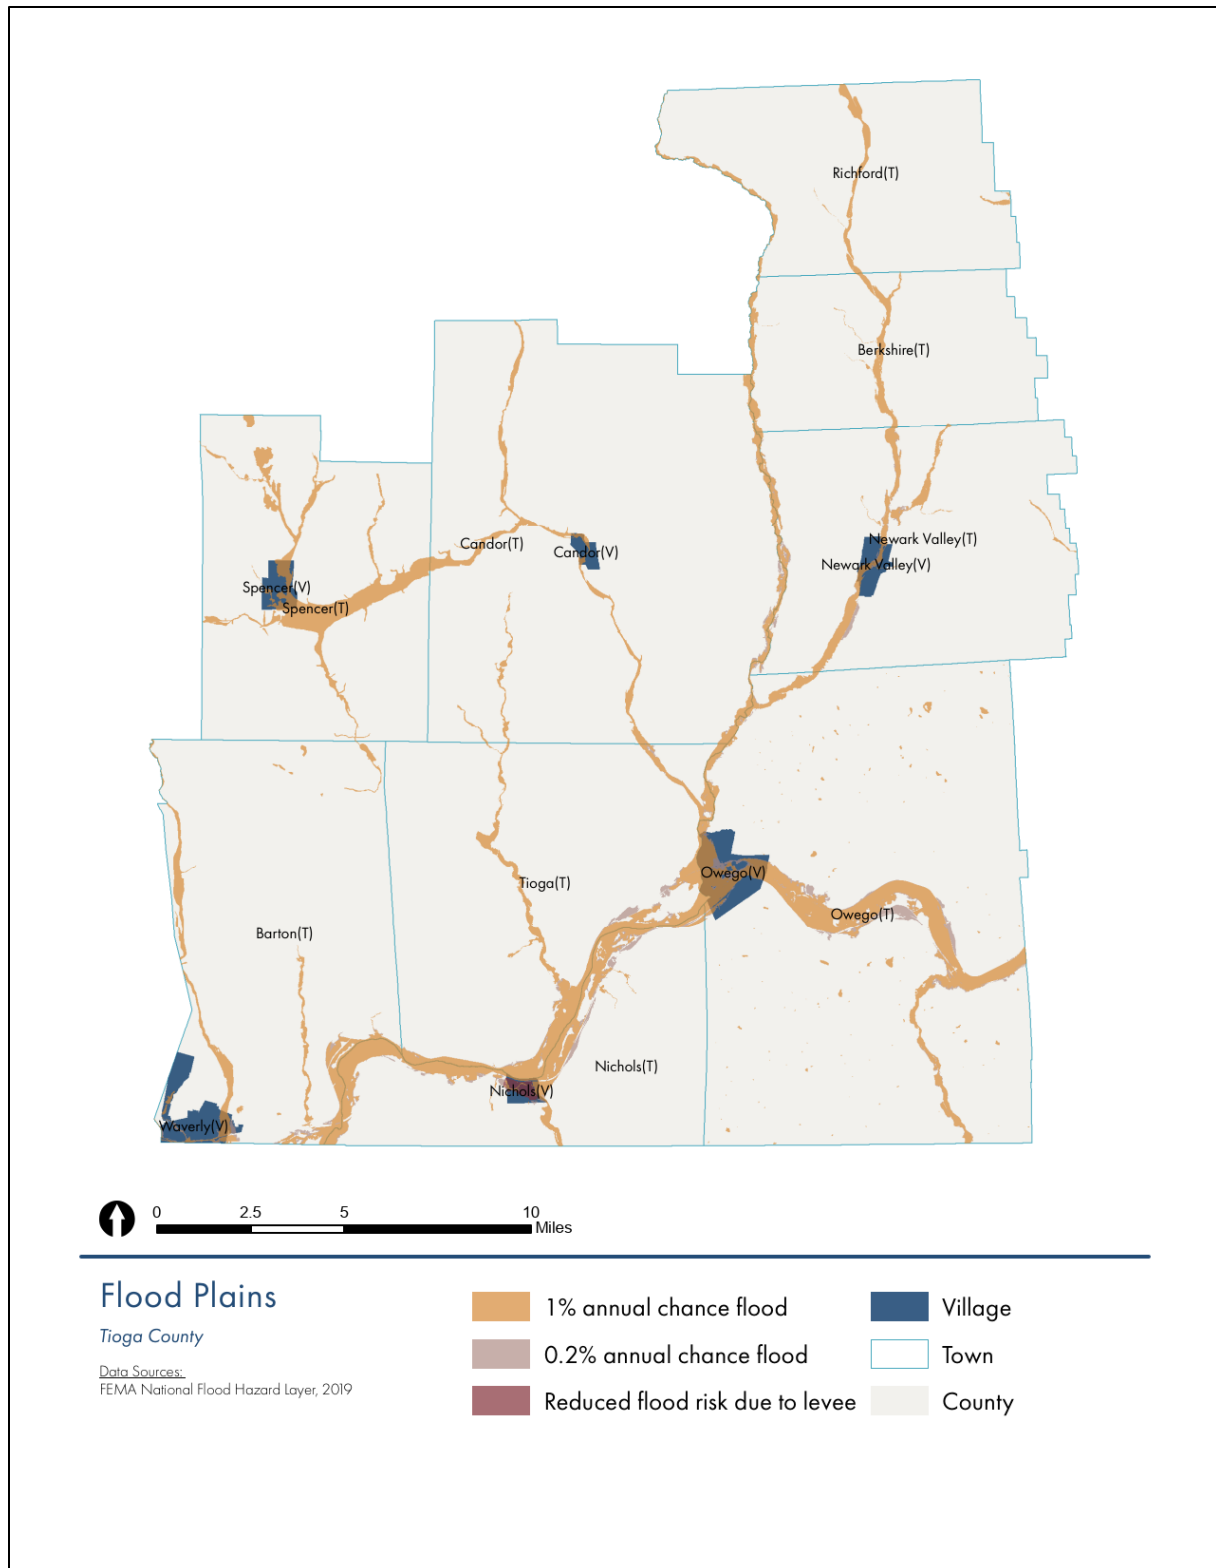 Richford(T)
Berkshire(T)
Newark Valley(T)
Candor(T)
Candor(V)
Newark Valley(V)
Spencer(V)
Spencer(T)
Owego(V)
Tioga(T)
Owego(T)
Barton(T)
Nichols(T)
Nichols(V)
Waverly(V)
0 2.5 5 10
Miles
Flood Plains
Tioga County
Data Sources:
FEMA National Flood Hazard Layer, 2019
1% annual chance flood
0.2% annual chance flood
Reduced flood risk due to levee
Village
Town
County